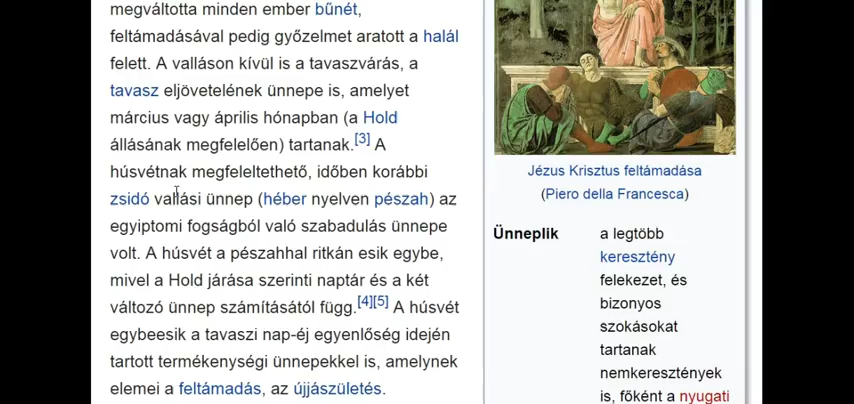 megváltotta minden ember bűnét,
feltámadásával pedig győzelmet aratott a halál
felett. A valláson kívül is a tavaszvárás, a
tavasz eljövetelének ünnepe is, amelyet
március vagy április hónapban (a Hold
állásának megfelelően) tartanak.[3] A
húsvétnak megfeleltethető, időben korábbi
zsidó vallási ünnep (héber nyelven pészah) az
egyiptomi fogságból való szabadulás ünnepe
volt. A húsvét a pészahhal ritkán esik egybe,
mivel a Hold járása szerinti naptár és a két
változó ünnep számításától függ.[4][5] A húsvét
egybeesik a tavaszi nap-éj egyenlőség idején
tartott termékenységi ünnepekkel is, amelynek
elemei a feltámadás, az újjászületés.
Jézus Krisztus feltámadása
(Piero della Francesca)
Ünneplik
a legtöbb
keresztény
felekezet, és
bizonyos
szokásokat
tartanak
nemkeresztények
is, főként a nyugati